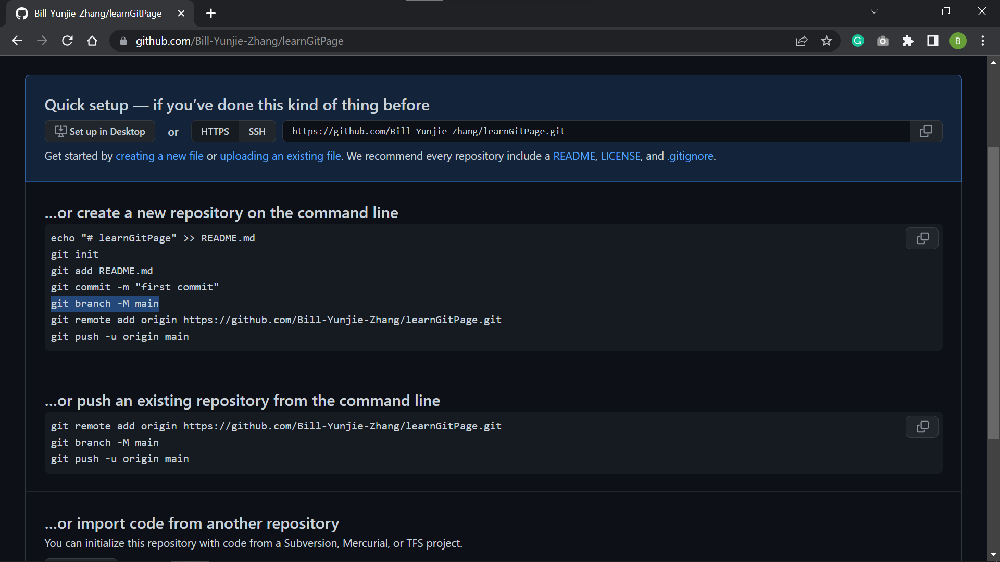 Bill-Yunjie-Zhang/learnGitPage
github.com/Bill-Yunjie-Zhang/learnGitPage
B
Quick setup — if you’ve done this kind of thing before
Set up in Desktop or HTTPS SSH https://github.com/Bill-Yunjie-Zhang/learnGitPage.git
Get started by creating a new file or uploading an existing file. We recommend every repository include a README, LICENSE, and .gitignore.
…or create a new repository on the command line
echo "# learnGitPage" >> README.md
git init
git add README.md
git commit -m "first commit"
git branch -M main
git remote add origin https://github.com/Bill-Yunjie-Zhang/learnGitPage.git
git push -u origin main
…or push an existing repository from the command line
git remote add origin https://github.com/Bill-Yunjie-Zhang/learnGitPage.git
git branch -M main
git push -u origin main
…or import code from another repository
You can initialize this repository with code from a Subversion, Mercurial, or TFS project.